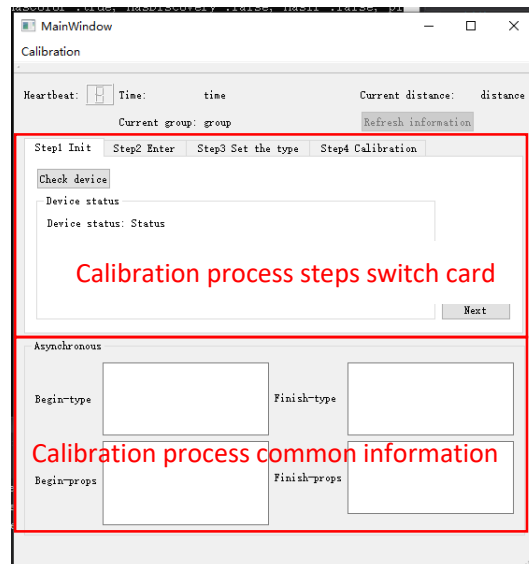 MainWindow
Calibration
Heartbeat: Time: time Current distance: distance
Current group: group Refresh information
Step1 Init Step2 Enter Step3 Set the type Step4 Calibration
Check device
Device status
Device status: Status
Calibration process steps switch card
Next
Asynchronous
Begin-type Finish-type
Calibration process common information
Begin-props Finish-props